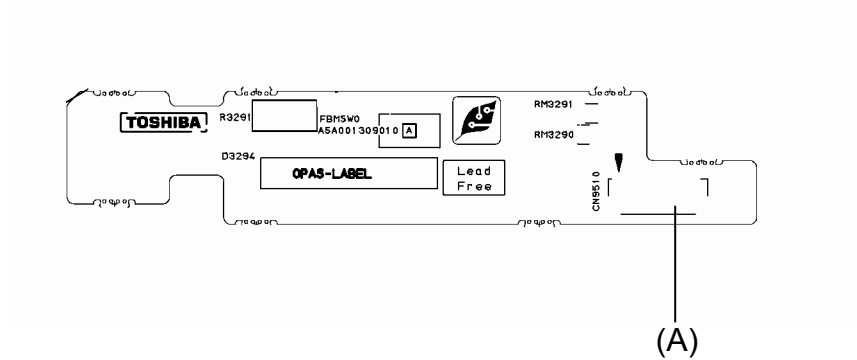 TOSHIBA
R3291
FBMSW0
A5A001309010 A
RM3291
RM3290
D3294
OPAS-LABEL
Lead
Free
CN9510
(A)